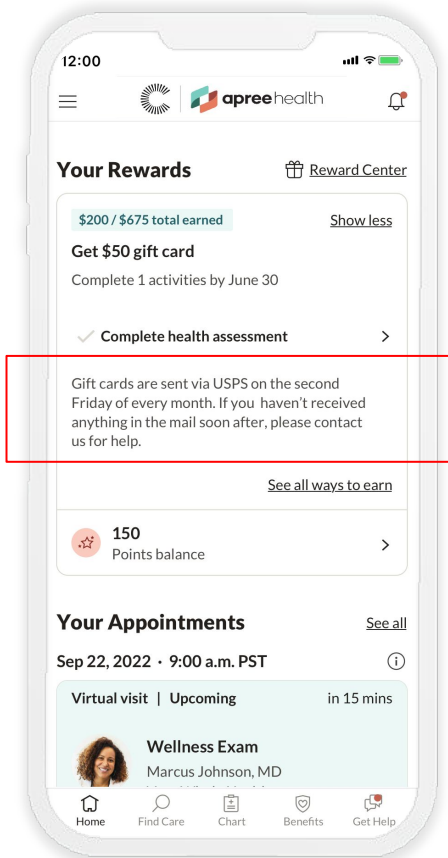 12:00
apree health
Your Rewards
Reward Center
$200 / $675 total earned
Show less
Get $50 gift card
Complete 1 activities by June 30
Complete health assessment
Gift cards are sent via USPS on the second
Friday of every month. If you haven't received
anything in the mail soon after, please contact
us for help.
See all ways to earn
150
Points balance
Your Appointments
See all
Sep 22, 2022 · 9:00 a.m. PST
Virtual visit | Upcoming
in 15 mins
Wellness Exam
Marcus Johnson, MD
Home
Find Care
Chart
Benefits
Get Help